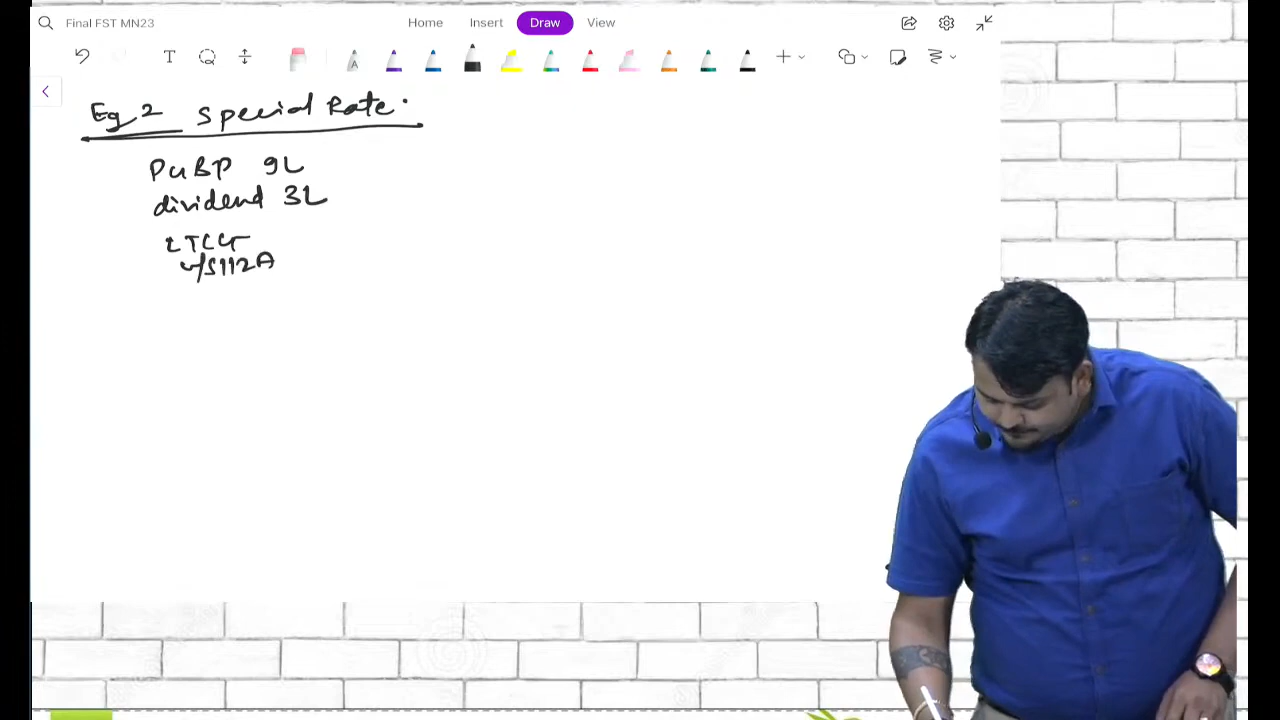 Final FST MN23
Home Insert Draw View
T
A
Eg 2 Special Rate.
PGBP 9L
dividend 3L
LTCG
u/s112A